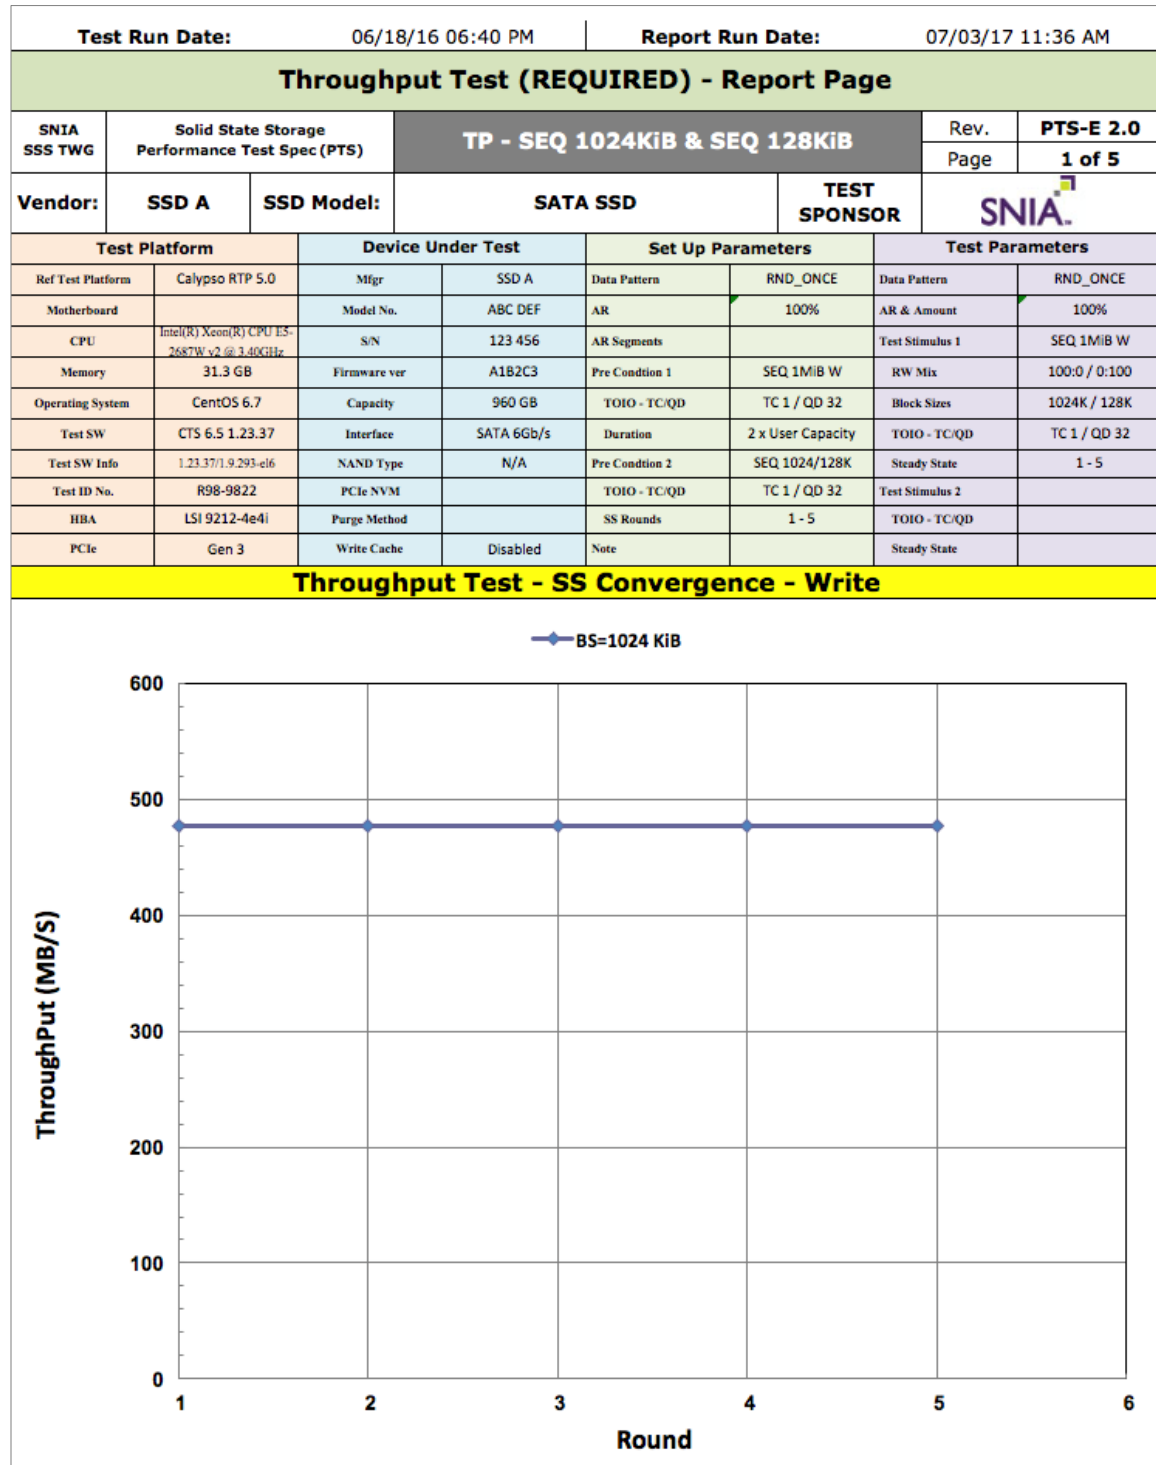 Test Run Date: 06/18/16 06:40 PM Report Run Date: 07/03/17 11:36 AM
Throughput Test (REQUIRED) - Report Page
SNIA SSS TWG Solid State Storage Performance Test Spec (PTS) TP - SEQ 1024KiB & SEQ 128KiB Rev. PTS-E 2.0
Page 1 of 5
Vendor: SSD A SSD Model: SATA SSD TEST SPONSOR SNIA™
Test Platform Device Under Test Set Up Parameters Test Parameters
Ref Test Platform Calypso RTP 5.0 Mfgr SSD A Data Pattern RND_ONCE Data Pattern RND_ONCE
Motherboard Model No. ABC DEF AR 100% AR & Amount 100%
CPU Intel(R) Xeon(R) CPU E5-2687W v2 @ 3.40GHz S/N 123 456 AR Segments Test Stimulus 1 SEQ 1MiB W
Memory 31.3 GB Firmware ver A1B2C3 Pre Condtion 1 SEQ 1MiB W RW Mix 100:0 / 0:100
Operating System CentOS 6.7 Capacity 960 GB TOIO - TC/QD TC 1 / QD 32 Block Sizes 1024K / 128K
Test SW CTS 6.5 1.23.37 Interface SATA 6Gb/s Duration 2 x User Capacity TOIO - TC/QD TC 1 / QD 32
Test SW Info 1.23.37/1.9.293-el6 NAND Type N/A Pre Condtion 2 SEQ 1024/128K Steady State 1 - 5
Test ID No. R98-9822 PCIe NVM TOIO - TC/QD TC 1 / QD 32 Test Stimulus 2
HBA LSI 9212-4e4i Purge Method SS Rounds 1 - 5 TOIO - TC/QD
PCIe Gen 3 Write Cache Disabled Note Steady State
Throughput Test - SS Convergence - Write
BS=1024 KiB
600
500
400
300
200
100
0
ThroughPut (MB/S)
1 2 3 4 5 6
Round